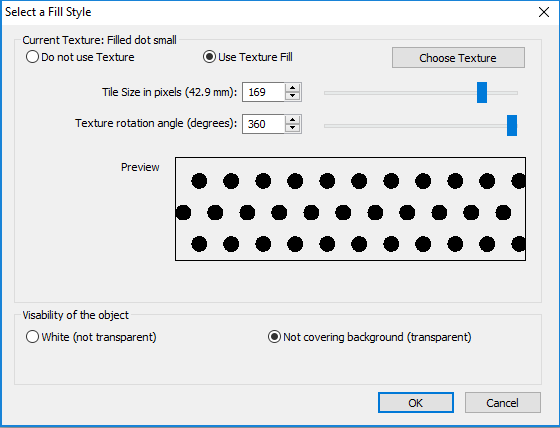 Select a Fill Style
Current Texture: Filled dot small
Do not use Texture
Use Texture Fill
Choose Texture
Tile Size in pixels (42.9 mm): 169
Texture rotation angle (degrees): 360
Preview
Visability of the object
White (not transparent)
Not covering background (transparent)
OK
Cancel